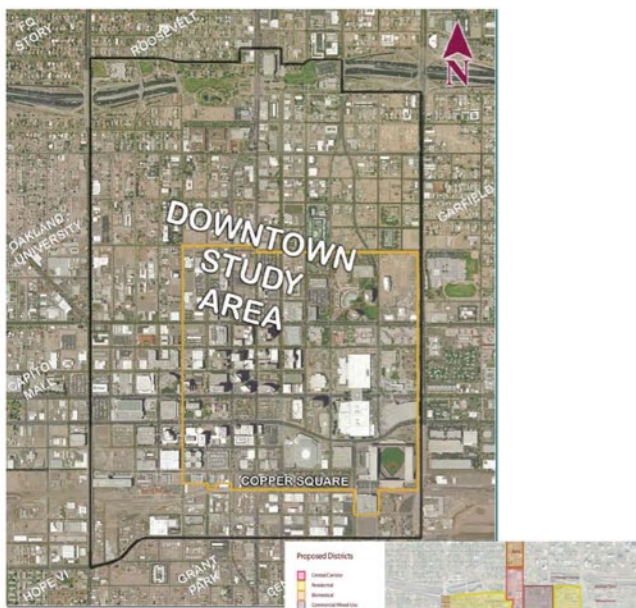 FQ
STORY
ROOSEVELT
N
DOWNTOWN
STUDY
AREA
GARFIELD
OAKLAND
UNIVERSITY
CAPITOL
MALL
COPPER SQUARE
HOPE VI
GRANT
PARK
Proposed Districts
Central Corridor
Residential
Biomedical
Commercial Mixed Use